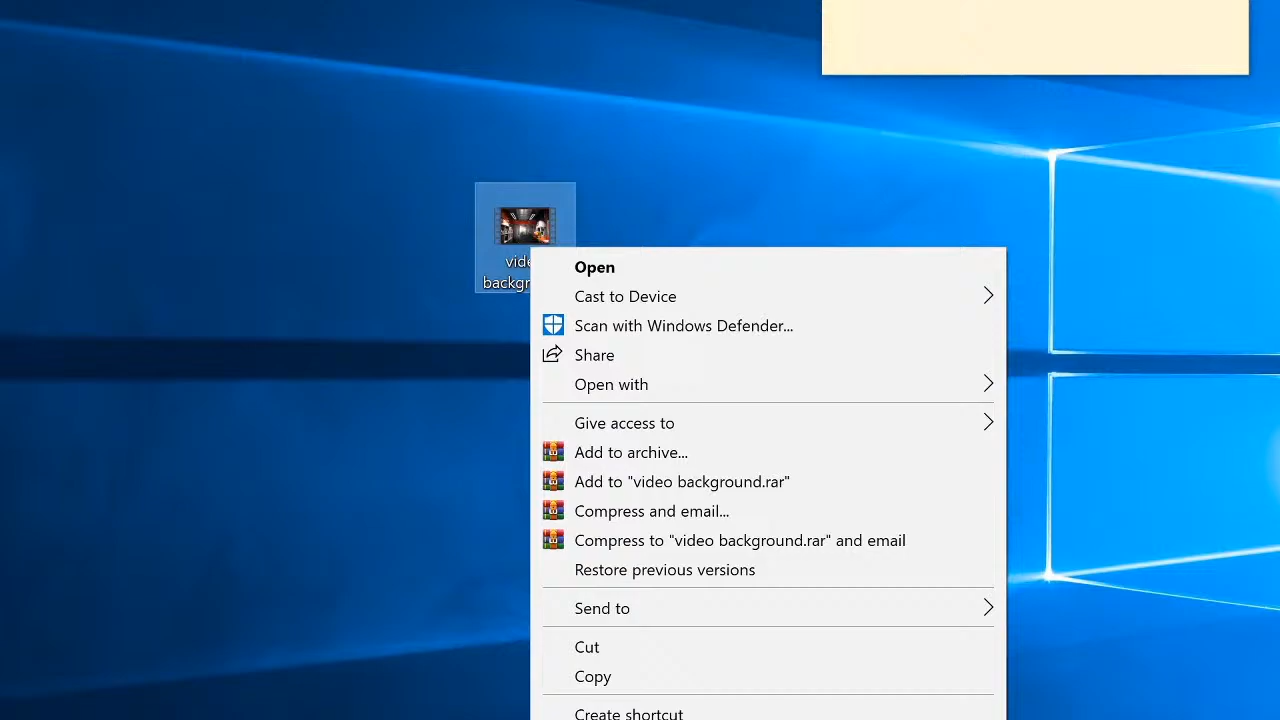 vide
backgr
Open
Cast to Device
Scan with Windows Defender...
Share
Open with
Give access to
Add to archive...
Add to "video background.rar"
Compress and email...
Compress to "video background.rar" and email
Restore previous versions
Send to
Cut
Copy
Create shortcut